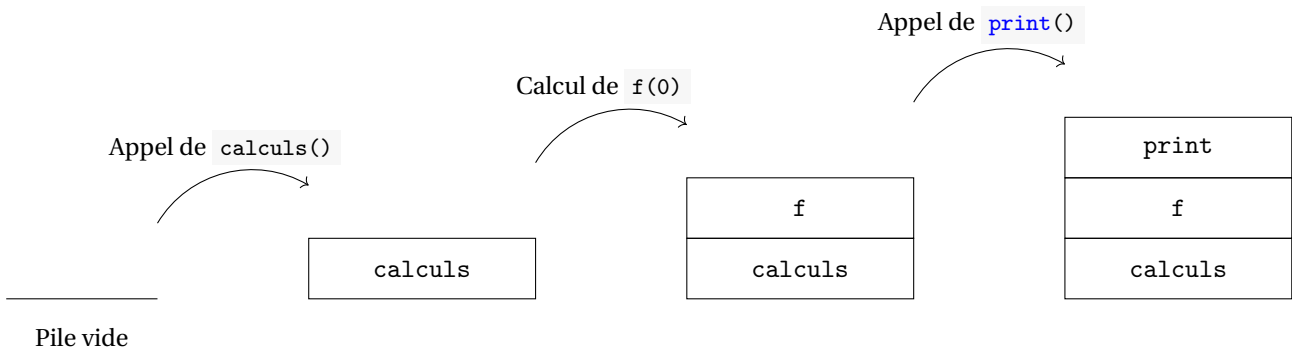 Appel de print()
Calcul de f(0)
Appel de calculs()
print
f
f
calculs
calculs
calculs
Pile vide